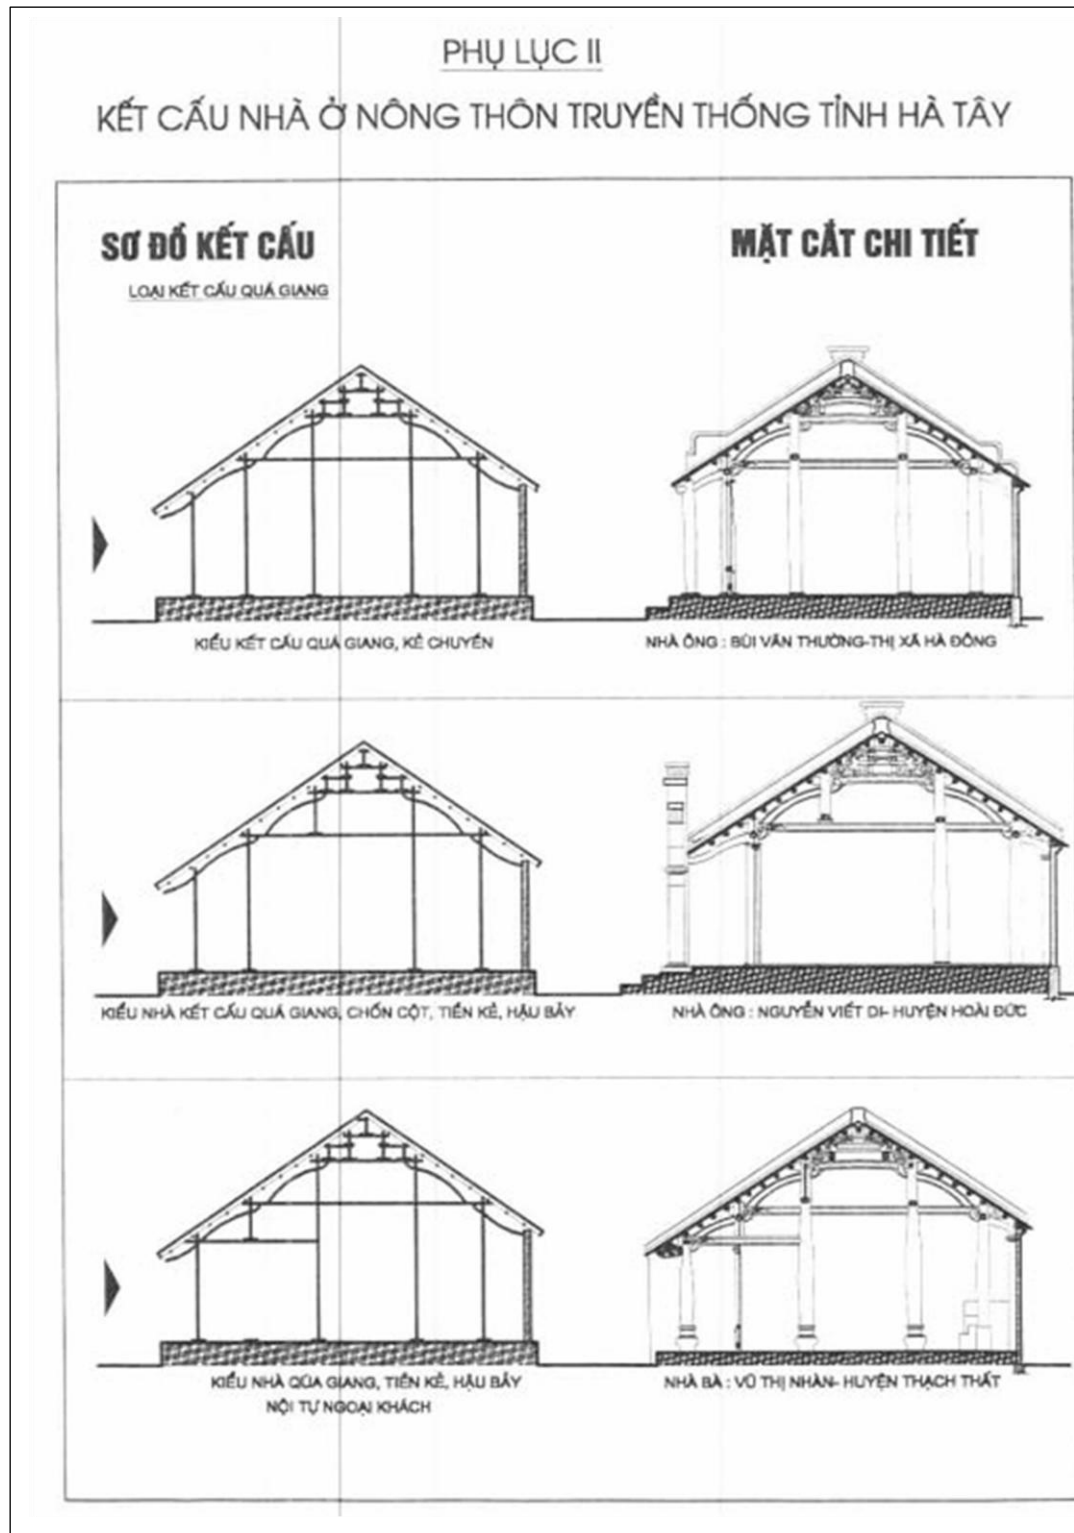 PHỤ LỤC II
KẾT CẤU NHÀ Ở NÔNG THÔN TRUYỀN THỐNG TỈNH HÀ TÂY
SƠ ĐỒ KẾT CẤU
MẶT CẮT CHI TIẾT
LOẠI KẾT CẤU QUÁ GIANG
KIỂU KẾT CẤU QUÁ GIANG, KẺ CHUYỀN
NHÀ ÔNG : BÙI VĂN THƯỜNG-THỊ XÃ HÀ ĐÔNG
KIỂU NHÀ KẾT CẤU QUÁ GIANG, CHỐN CỘT, TIỀN KẺ, HẬU BẨY
NHÀ ÔNG : NGUYỄN VIẾT DI- HUYỆN HOÀI ĐỨC
KIỂU NHÀ QÚA GIANG, TIỀN KẺ, HẬU BẨY
NỘI TỰ NGOẠI KHÁCH
NHÀ BÀ : VŨ THỊ NHÀN- HUYỆN THẠCH THẤT